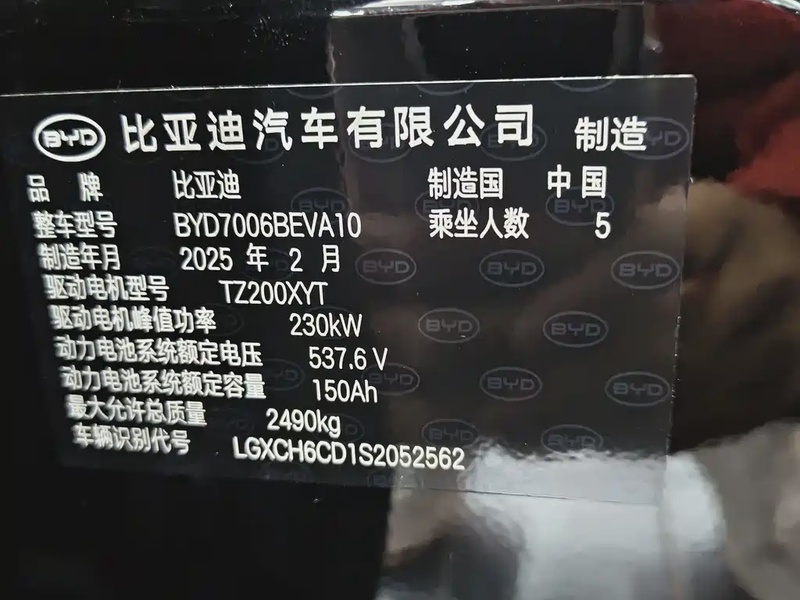 BYD 比亚迪汽车有限公司 制造
品 牌 比亚迪 制造国 中国
整车型号 BYD7006BEVA10 乘坐人数 5
制造年月 2025 年 2 月
驱动电机型号 TZ200XYT
驱动电机峰值功率 230kW
动力电池系统额定电压 537.6 V
动力电池系统额定容量 150Ah
最大允许总质量 2490kg
车辆识别代号 LGXCH6CD1S2052562